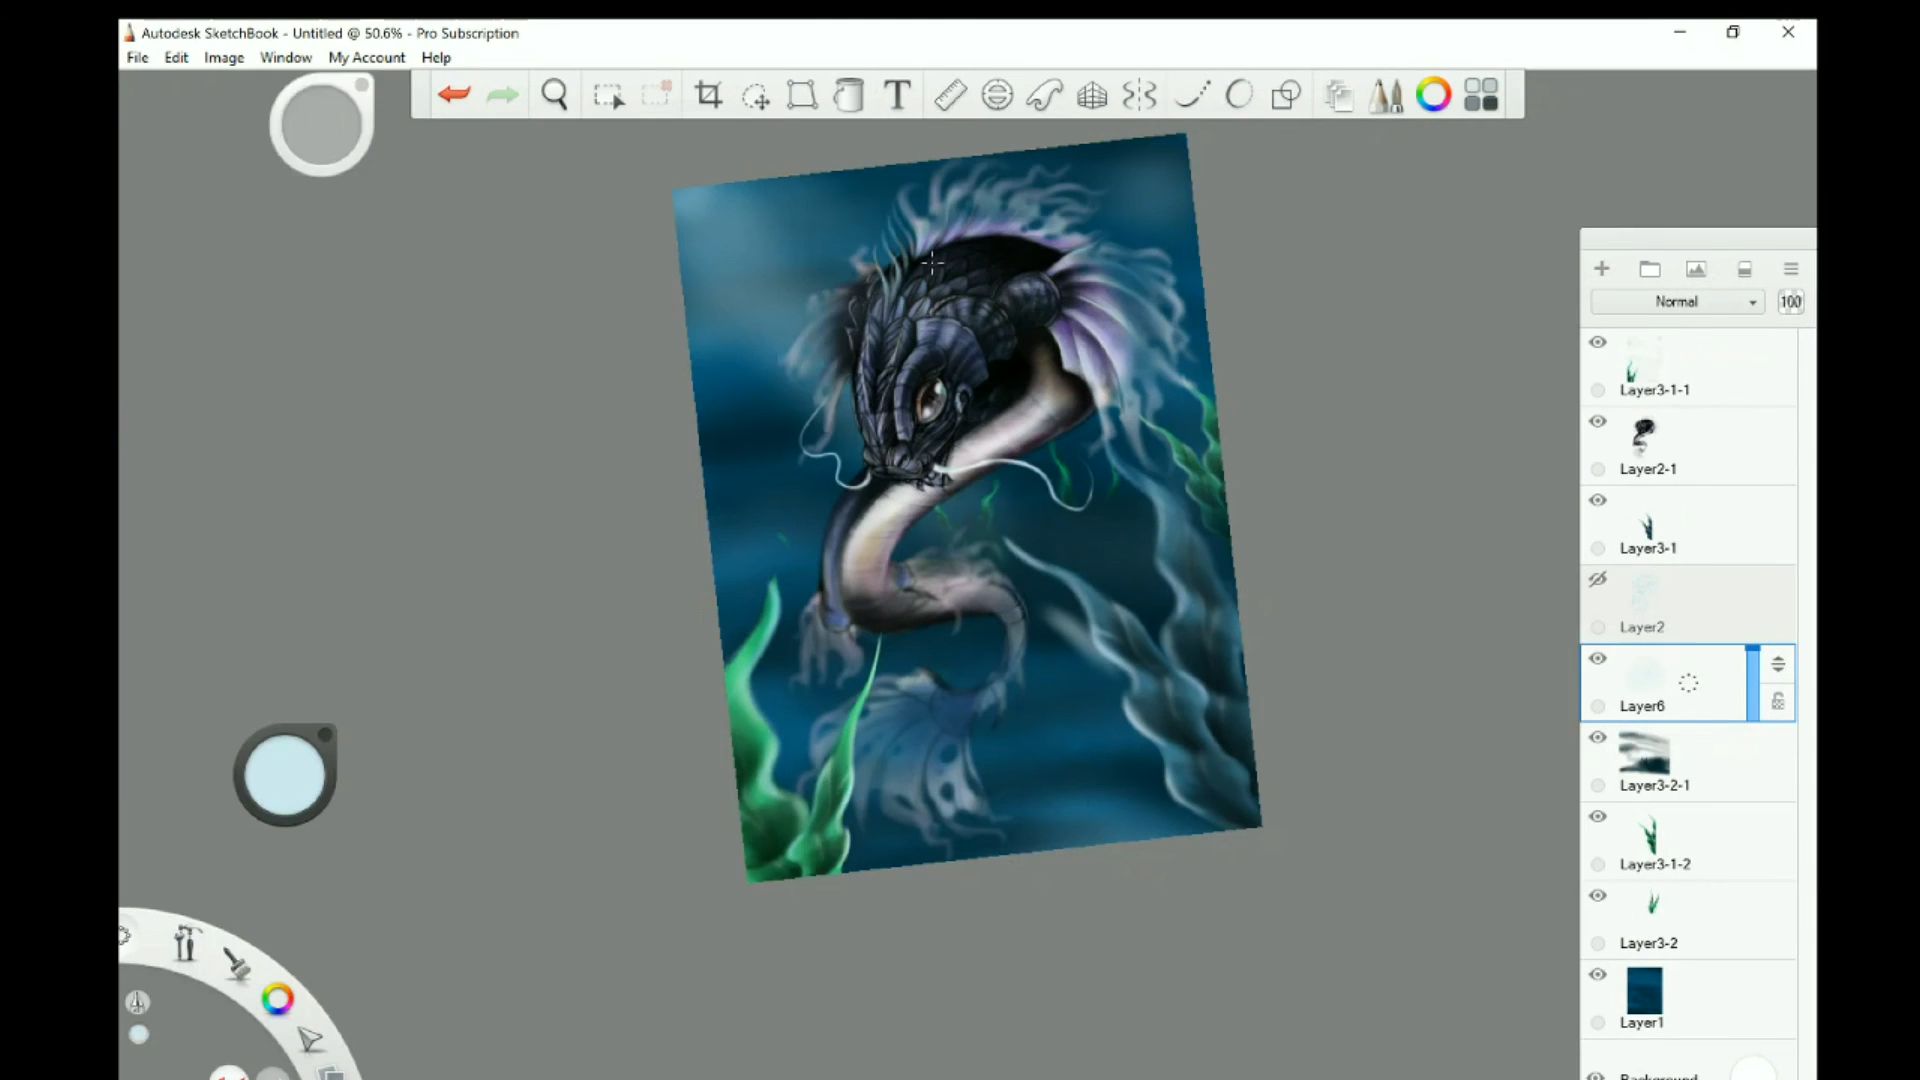 Autodesk SketchBook - Untitled @ 50.6% - Pro Subscription
File Edit Image Window My Account Help
T
Normal 100
Layer3-1-1
Layer2-1
Layer3-1
Layer2
Layer6
Layer3-2-1
Layer3-1-2
Layer3-2
Layer1
Background